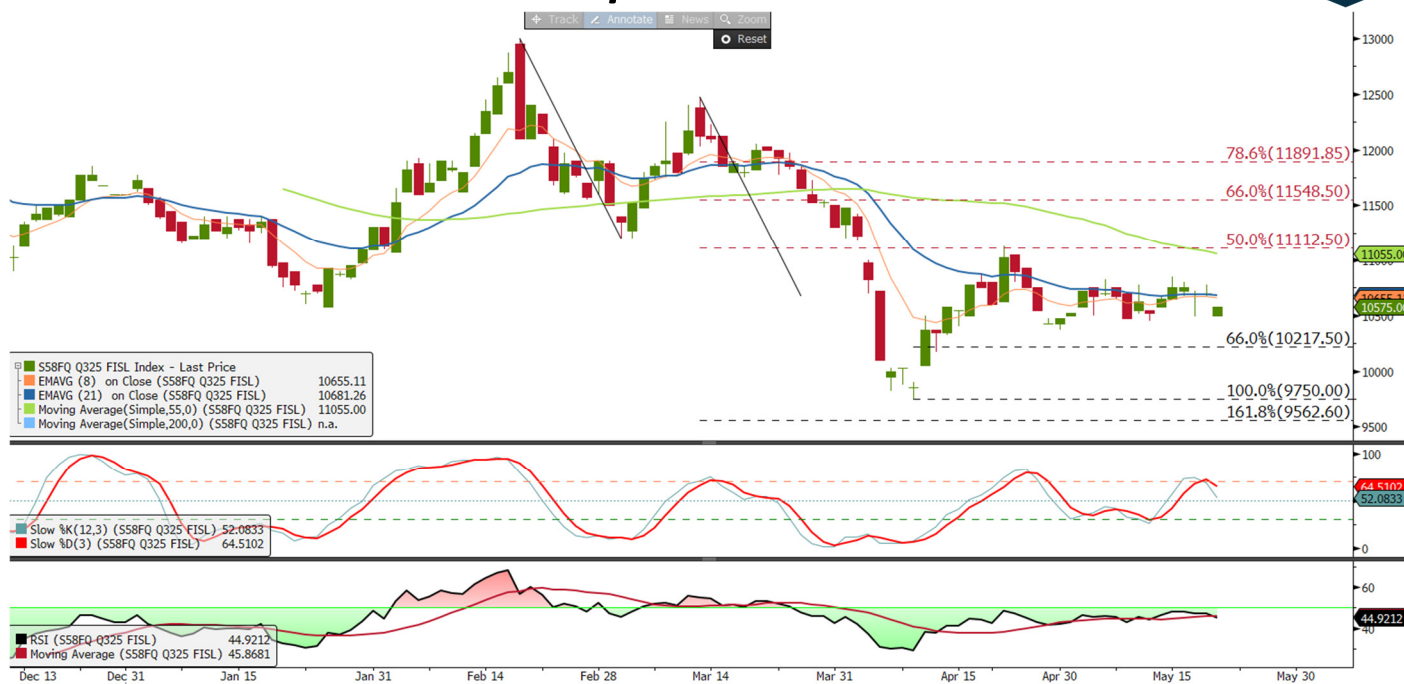 Track Annotate News Zoom
Reset
13000
12500
12000
78.6%(11891.85)
66.0%(11548.50)
11500
50.0%(11112.50)
11055.00
11000
10655.11
10575.00
10500
66.0%(10217.50)
10000
100.0%(9750.00)
161.8%(9562.60)
9500
S58FQ Q325 FISL Index - Last Price
EMAVG (8) on Close (S58FQ Q325 FISL) 10655.11
EMAVG (21) on Close (S58FQ Q325 FISL) 10681.26
Moving Average(Simple,55,0) (S58FQ Q325 FISL) 11055.00
Moving Average(Simple,200,0) (S58FQ Q325 FISL) n.a.
100
64.5102
52.0833
0
Slow %K(12,3) (S58FQ Q325 FISL) 52.0833
Slow %D(3) (S58FQ Q325 FISL) 64.5102
60
44.9212
40
RSI (S58FQ Q325 FISL) 44.9212
Moving Average (S58FQ Q325 FISL) 45.8681
Dec 13 Dec 31 Jan 15 Jan 31 Feb 14 Feb 28 Mar 14 Mar 31 Apr 15 Apr 30 May 15 May 30